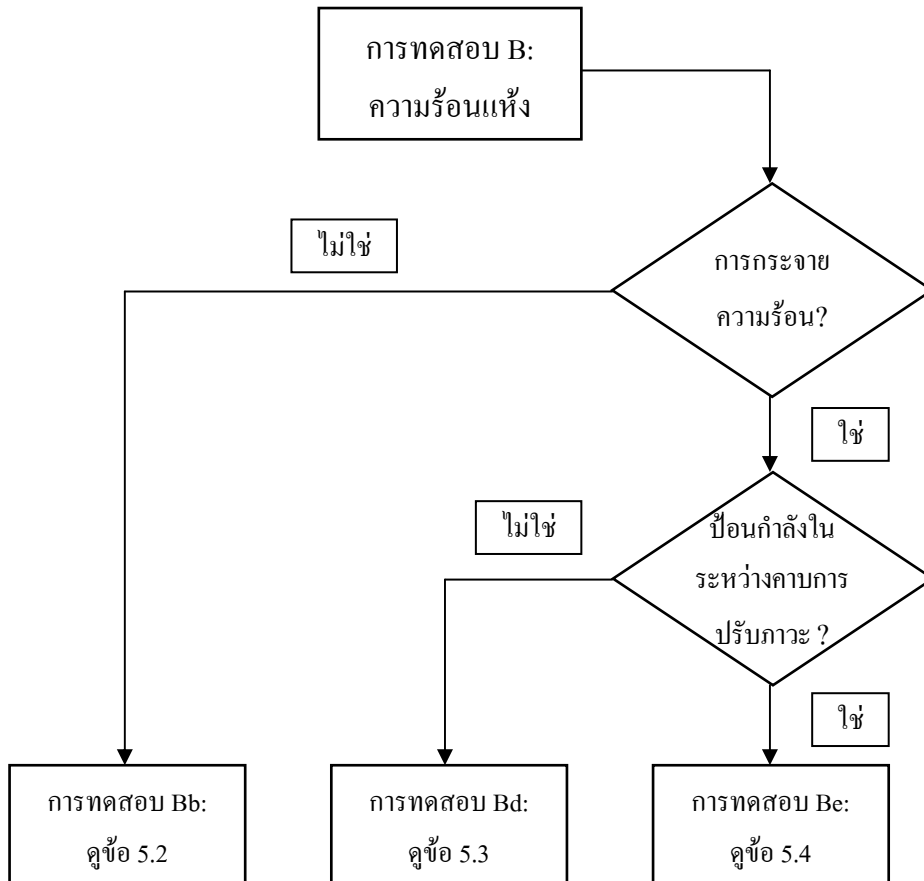 การทดสอบ B:
ความร้อนแห้ง
ไม่ใช่
การกระจาย
ความร้อน?
ใช่
ไม่ใช่
ป้อนกำลังใน
ระหว่างคาบการ
ปรับภาวะ ?
ใช่
การทดสอบ Bb:
ดูข้อ 5.2
การทดสอบ Bd:
ดูข้อ 5.3
การทดสอบ Be:
ดูข้อ 5.4